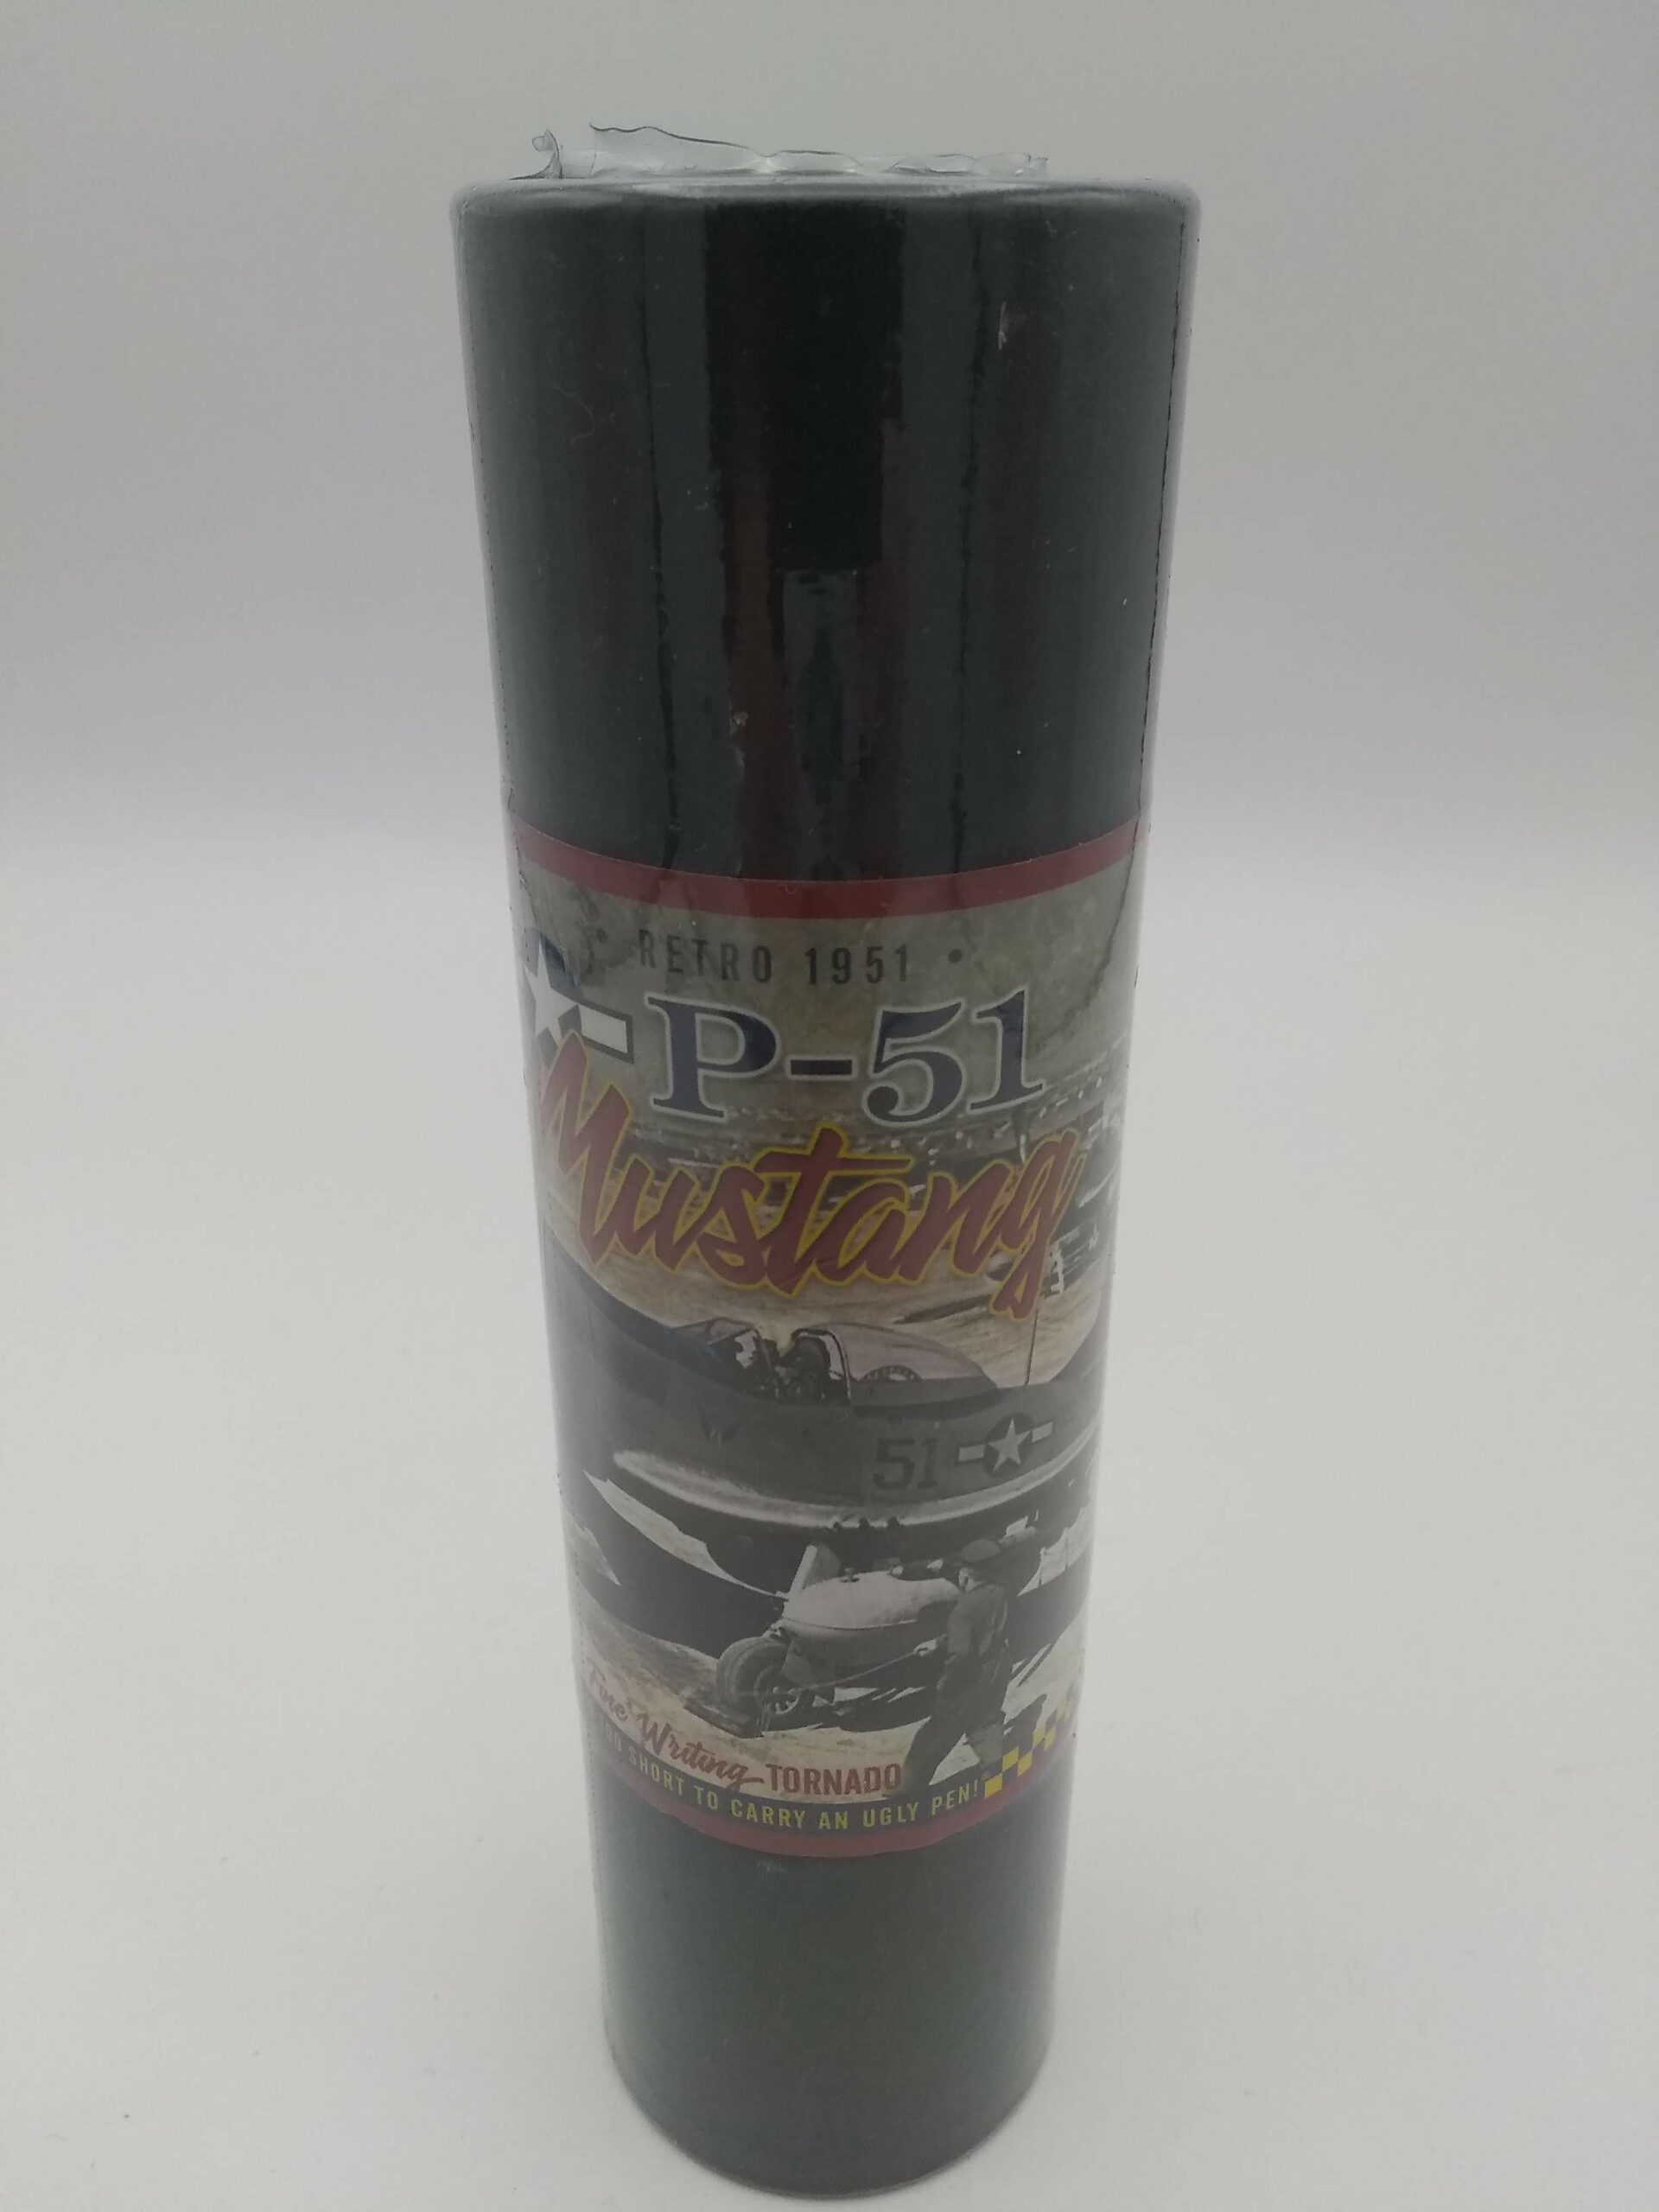 • RETRO 1951 •
P-51
Mustang
51
Fine Writing TORNADO
SHORT TO CARRY AN UGLY PEN!